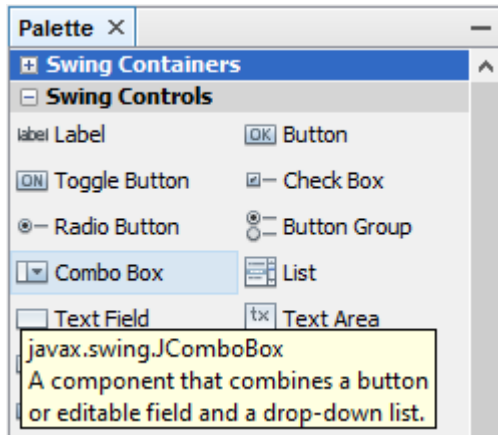 Palette
Swing Containers
Swing Controls
label Label
OK Button
ON Toggle Button
Check Box
Radio Button
Button Group
Combo Box
List
Text Field
tx Text Area
javax.swing.JComboBox
A component that combines a button
or editable field and a drop-down list.